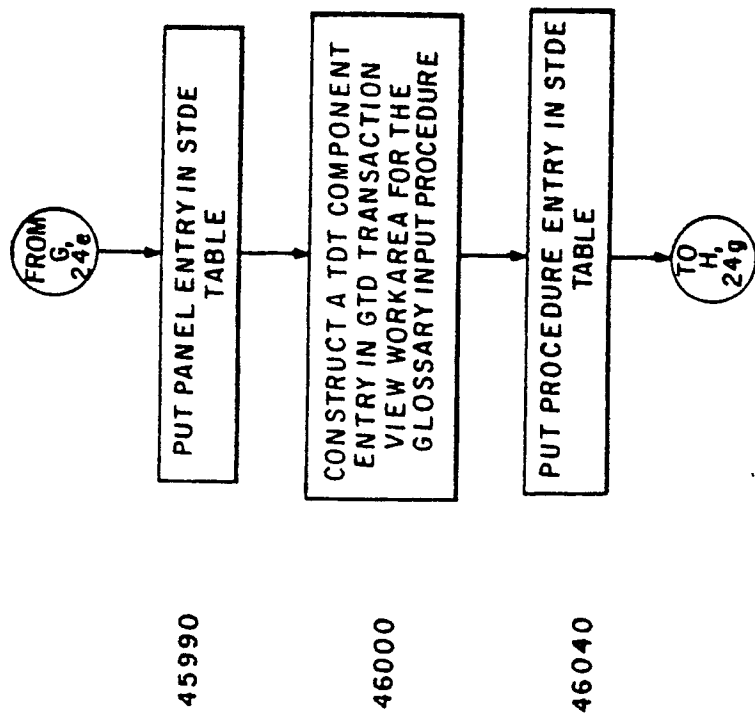 FROM
G,
24e
45990
PUT PANEL ENTRY IN STDE
TABLE
46000
CONSTRUCT A TDT COMPONENT
ENTRY IN GTD TRANSACTION
VIEW WORKAREA FOR THE
GLOSSARY INPUT PROCEDURE
46040
PUT PROCEDURE ENTRY IN STDE
TABLE
TO
H,
24g